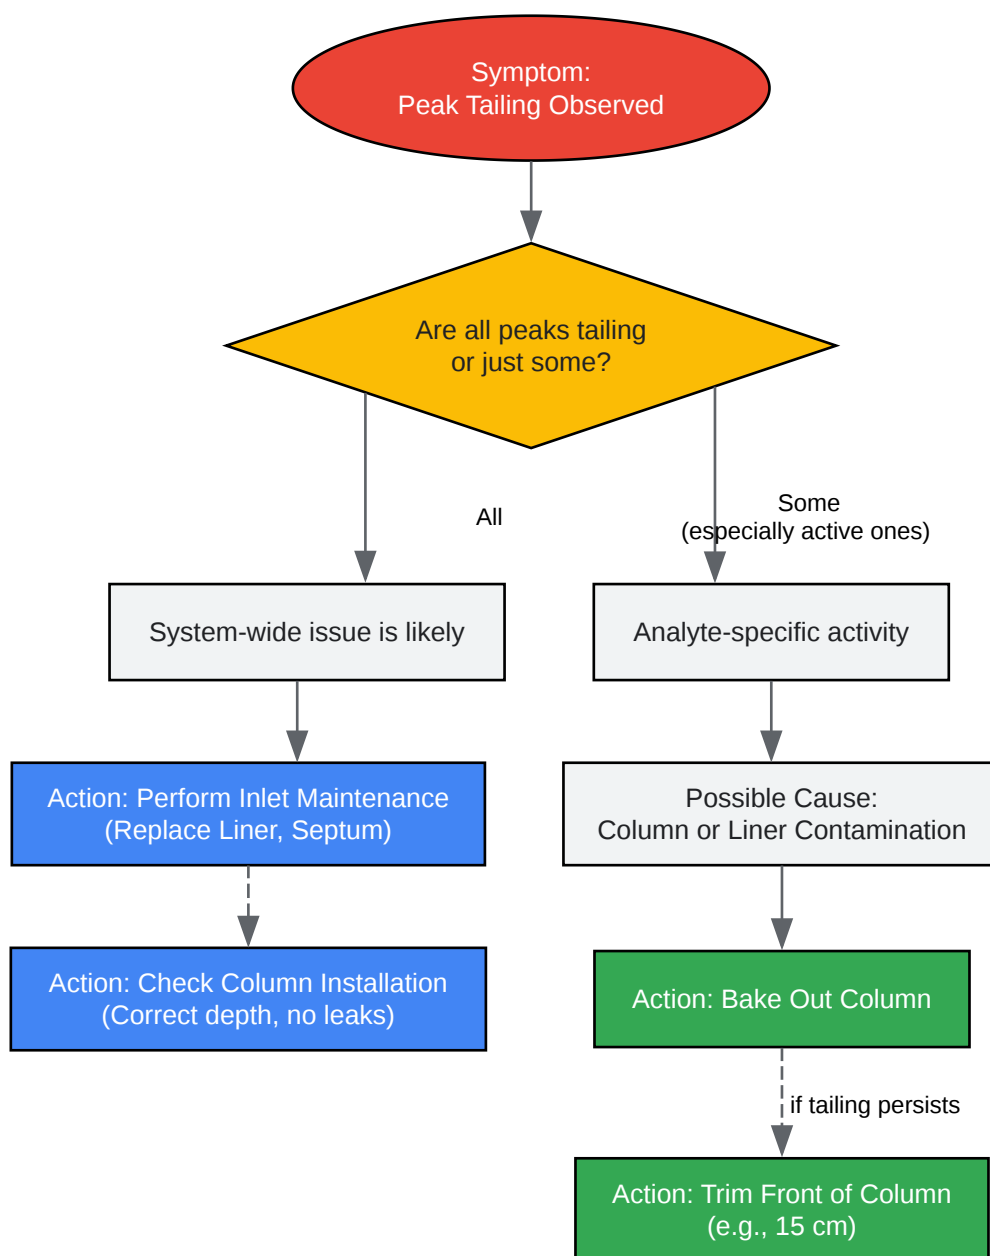 Symptom:
Peak Tailing Observed
Are all peaks tailing
or just some?
All
Some
(especially active ones)
System-wide issue is likely
Analyte-specific activity
Action: Perform Inlet Maintenance
(Replace Liner, Septum)
Possible Cause:
Column or Liner Contamination
Action: Check Column Installation
(Correct depth, no leaks)
Action: Bake Out Column
if tailing persists
Action: Trim Front of Column
(e.g., 15 cm)